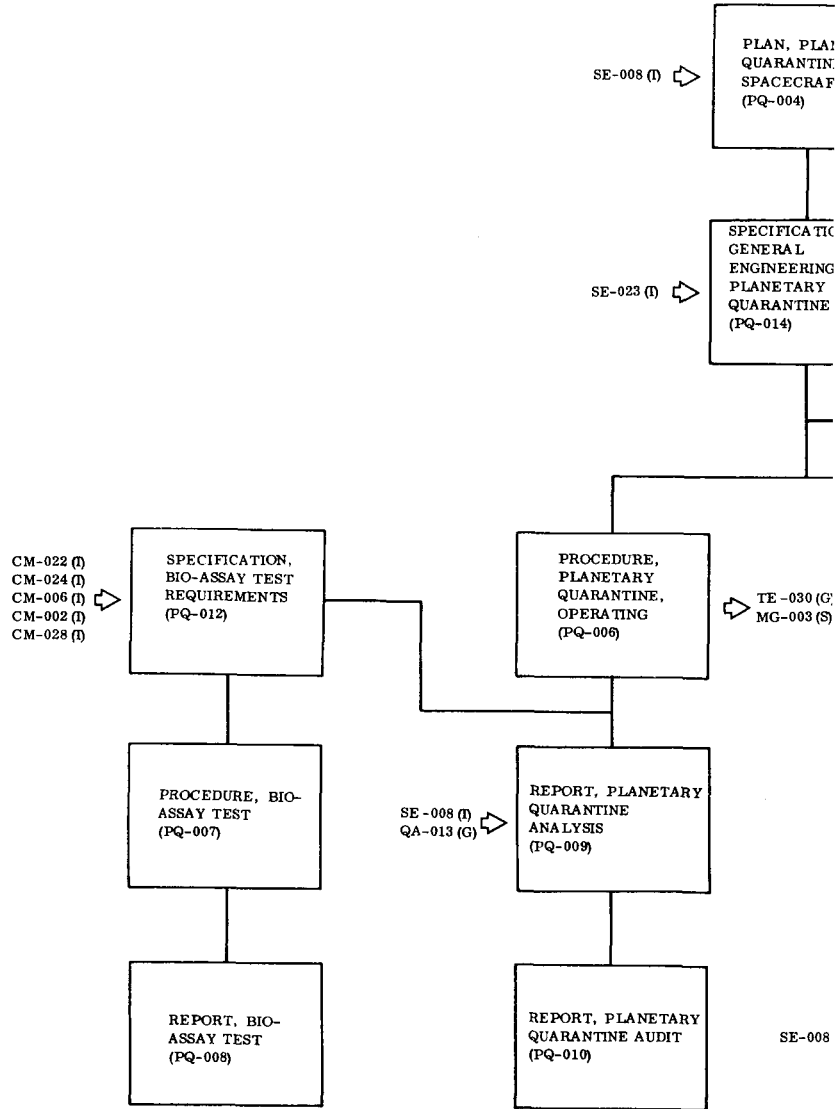 PLAN, PLAN
QUARANTINE
SPACECRAF
(PQ-004)
SE-008 (I)
SPECIFICATIO
GENERAL
ENGINEERING
PLANETARY
QUARANTINE
(PQ-014)
SE-023 (I)
CM-022 (I)
CM-024 (I)
CM-006 (I)
CM-002 (I)
CM-028 (I)
SPECIFICATION,
BIO-ASSAY TEST
REQUIREMENTS
(PQ-012)
PROCEDURE,
PLANETARY
QUARANTINE,
OPERATING
(PQ-006)
TE-030 (G)
MG-003 (S)
PROCEDURE, BIO-
ASSAY TEST
(PQ-007)
SE-008 (I)
QA-013 (G)
REPORT, PLANETARY
QUARANTINE
ANALYSIS
(PQ-009)
REPORT, BIO-
ASSAY TEST
(PQ-008)
REPORT, PLANETARY
QUARANTINE AUDIT
(PQ-010)
SE-008